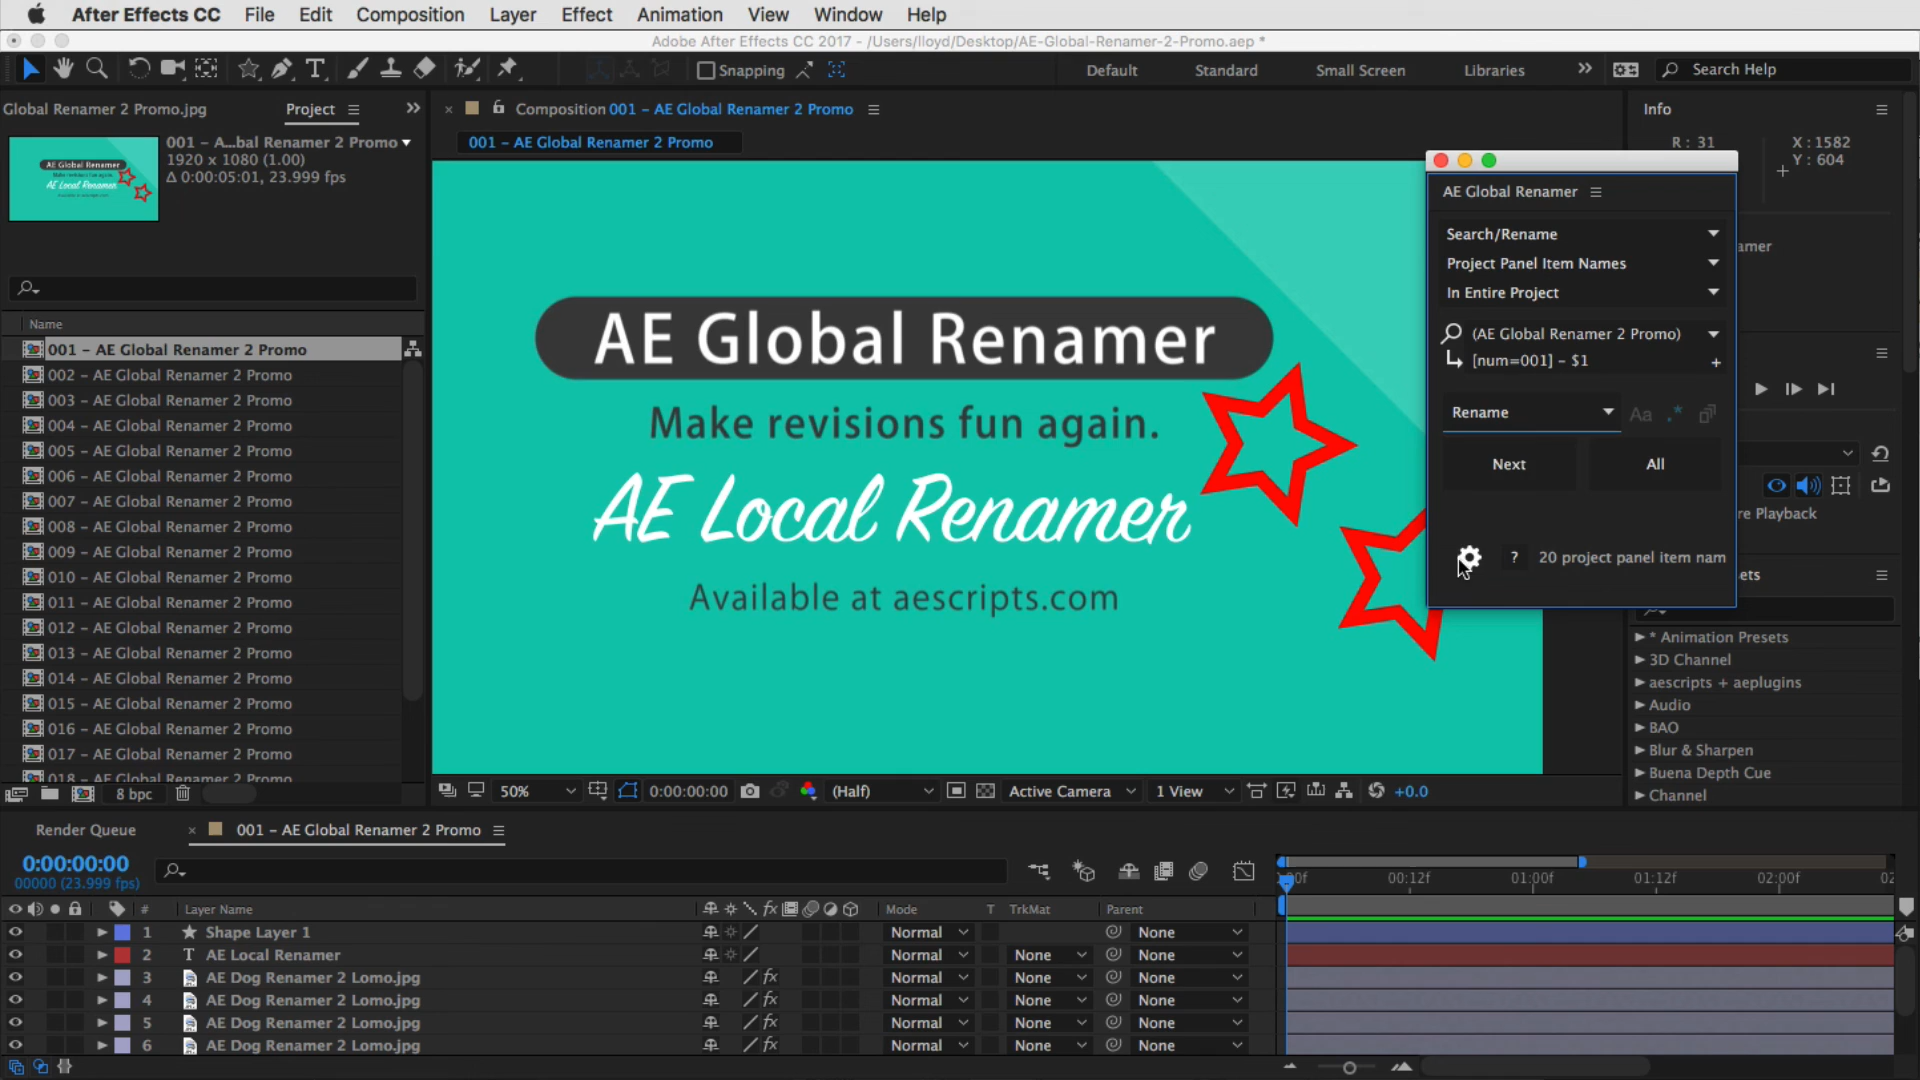 After Effects CC File Edit Composition Layer Effect Animation View Window Help
Adobe After Effects CC 2017 - /Users/lloyd/Desktop/AE-Global-Renamer-2-Promo.aep *
Snapping Default Standard Small Screen Libraries Search Help
Global Renamer 2 Promo.jpg Project
001 – A...bal Renamer 2 Promo
1920 x 1080 (1.00)
Δ 0:00:05:01, 23.999 fps
Name
001 – AE Global Renamer 2 Promo
002 – AE Global Renamer 2 Promo
003 – AE Global Renamer 2 Promo
004 – AE Global Renamer 2 Promo
005 – AE Global Renamer 2 Promo
006 – AE Global Renamer 2 Promo
007 – AE Global Renamer 2 Promo
008 – AE Global Renamer 2 Promo
009 – AE Global Renamer 2 Promo
010 – AE Global Renamer 2 Promo
011 – AE Global Renamer 2 Promo
012 – AE Global Renamer 2 Promo
013 – AE Global Renamer 2 Promo
014 – AE Global Renamer 2 Promo
015 – AE Global Renamer 2 Promo
016 – AE Global Renamer 2 Promo
017 – AE Global Renamer 2 Promo
018 – AE Global Renamer 2 Promo
8 bpc
Composition 001 – AE Global Renamer 2 Promo
001 – AE Global Renamer 2 Promo
AE Global Renamer
Make revisions fun again.
AE Local Renamer
Available at aescripts.com
50% 0:00:00:00 (Half) Active Camera 1 View +0.0
AE Global Renamer
Search/Rename
Project Panel Item Names
In Entire Project
(AE Global Renamer 2 Promo)
[num=001] – $1 +
Rename Aa .*
Next All
? 20 project panel item nam
Info
R : 31 X : 1582
Y : 604
amer
re Playback
ets
* Animation Presets
3D Channel
aescripts + aeplugins
Audio
BAO
Blur & Sharpen
Buena Depth Cue
Channel
Render Queue 001 – AE Global Renamer 2 Promo
0:00:00:00
00000 (23.999 fps)
00f 00:12f 01:00f 01:12f 02:00f 02
# Layer Name fx Mode T TrkMat Parent
1 Shape Layer 1 Normal None
2 T AE Local Renamer Normal None None
3 AE Dog Renamer 2 Lomo.jpg fx Normal None None
4 AE Dog Renamer 2 Lomo.jpg fx Normal None None
5 AE Dog Renamer 2 Lomo.jpg fx Normal None None
6 AE Dog Renamer 2 Lomo.jpg fx Normal None None